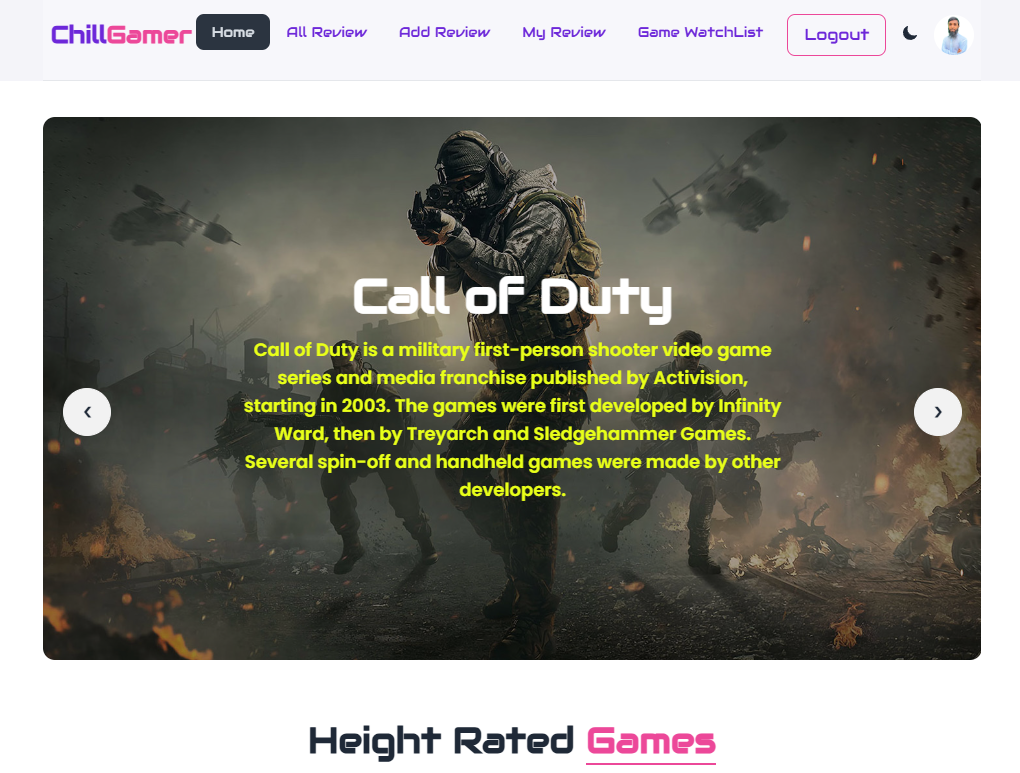 ChillGamer Home All Review Add Review My Review Game WatchList Logout
Call of Duty
Call of Duty is a military first-person shooter video game
series and media franchise published by Activision,
starting in 2003. The games were first developed by Infinity
Ward, then by Treyarch and Sledgehammer Games.
Several spin-off and handheld games were made by other
developers.
❮ ❯
Height Rated Games